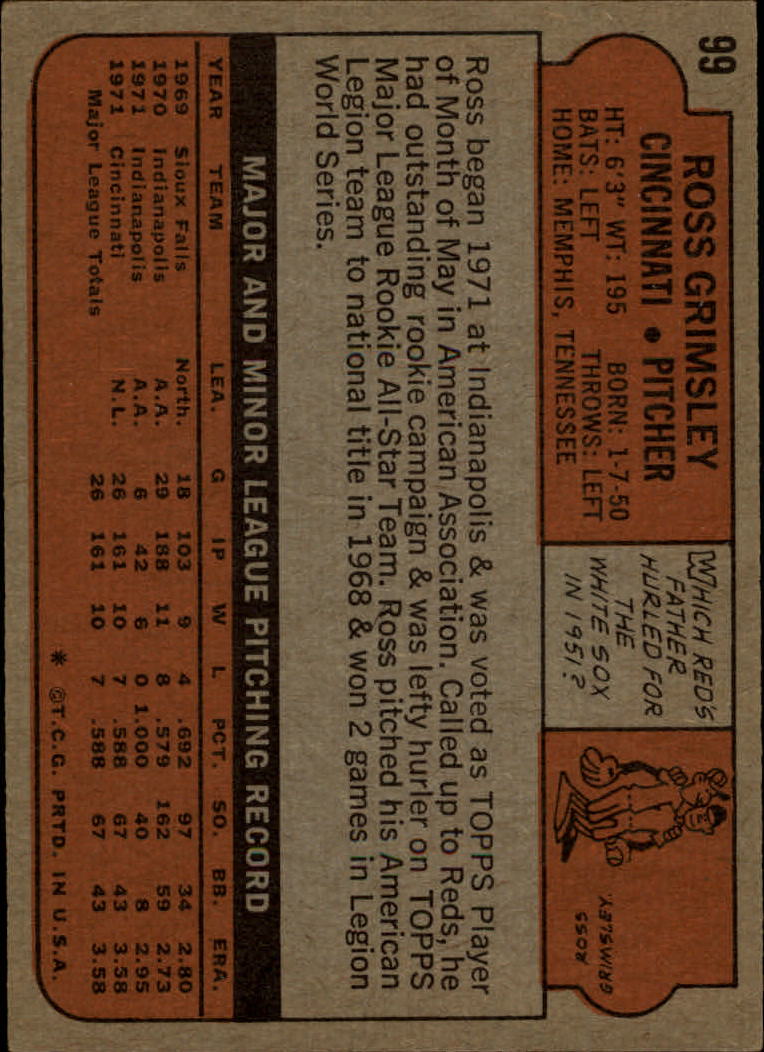 99
ROSS GRIMSLEY
CINCINNATI • PITCHER
HT: 6'3" WT: 195 BORN: 1-7-50
BATS: LEFT THROWS: LEFT
HOME: MEMPHIS, TENNESSEE
WHICH RED'S
FATHER
HURLED FOR
THE
WHITE SOX
IN 1951?
ROSS
GRIMSLEY.
Ross began 1971 at Indianapolis & was voted as TOPPS Player
of Month of May in American Association. Called up to Reds, he
had outstanding rookie campaign & was lefty hurler on TOPPS
Major League Rookie All-Star Team. Ross pitched his American
Legion team to national title in 1968 & won 2 games in Legion
World Series.
MAJOR AND MINOR LEAGUE PITCHING RECORD
YEAR TEAM LEA. G IP W L PCT. SO. BB. ERA.
1969 Sioux Falls North. 18 103 9 4 .692 97 34 2.80
1970 Indianapolis A.A. 29 188 11 8 .579 162 59 2.73
1971 Indianapolis A.A. 6 42 6 0 1.000 40 8 2.95
1971 Cincinnati N.L. 26 161 10 7 .588 67 43 3.58
Major League Totals 26 161 10 7 .588 67 43 3.58
* ©T.C.G. PRTD. IN U.S.A.